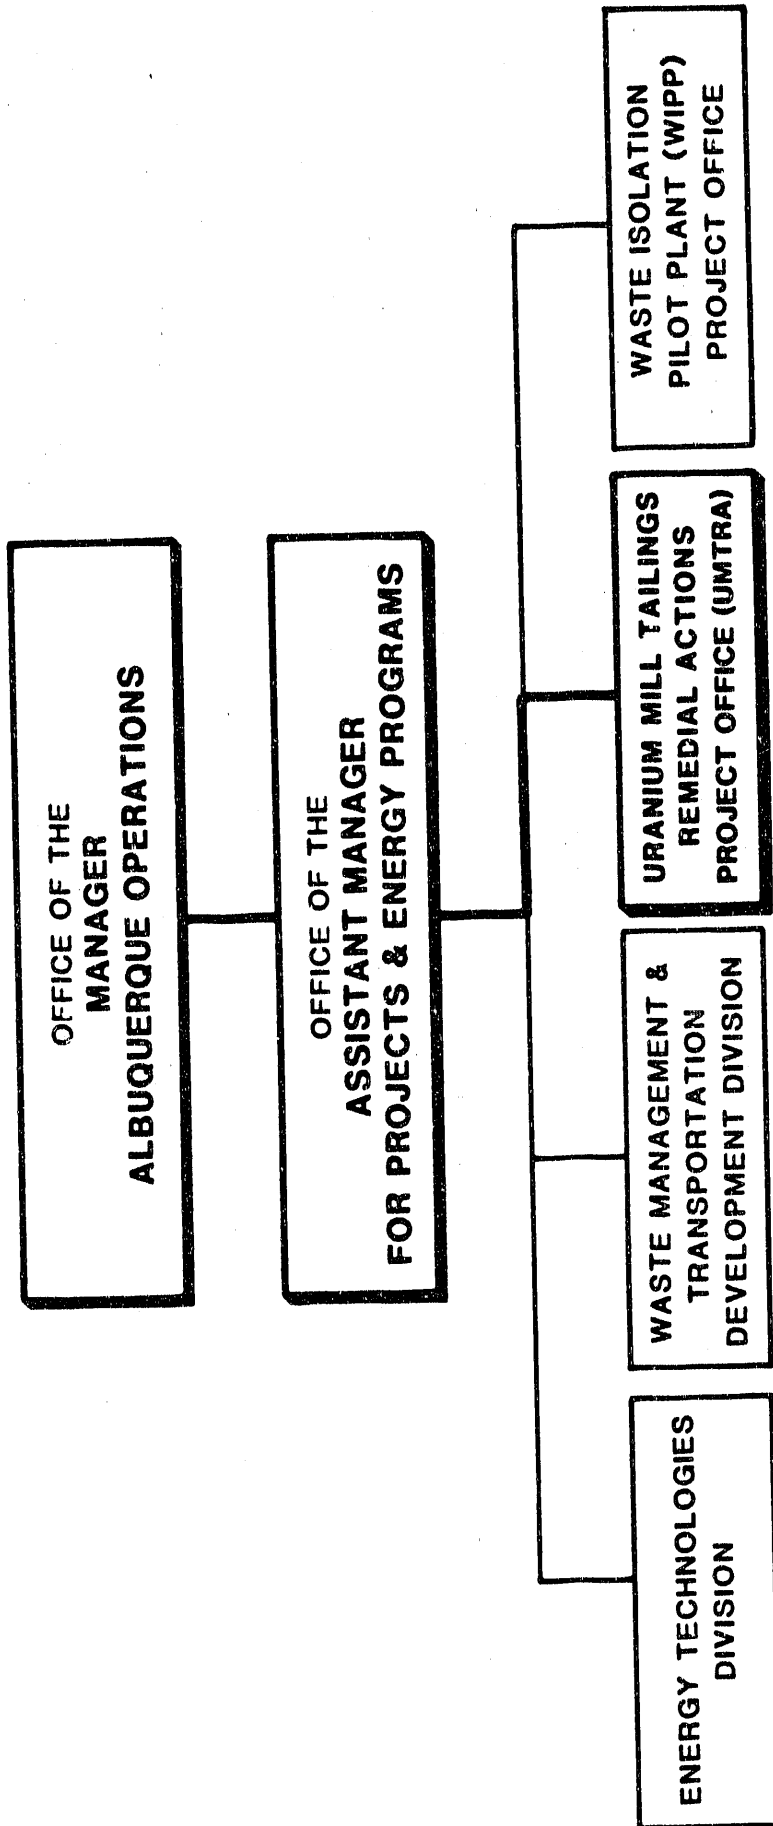 OFFICE OF THE
MANAGER
ALBUQUERQUE OPERATIONS
OFFICE OF THE
ASSISTANT MANAGER
FOR PROJECTS & ENERGY PROGRAMS
ENERGY TECHNOLOGIES
DIVISION
WASTE MANAGEMENT &
TRANSPORTATION
DEVELOPMENT DIVISION
URANIUM MILL TAILINGS
REMEDIAL ACTIONS
PROJECT OFFICE (UMTRA)
WASTE ISOLATION
PILOT PLANT (WIPP)
PROJECT OFFICE